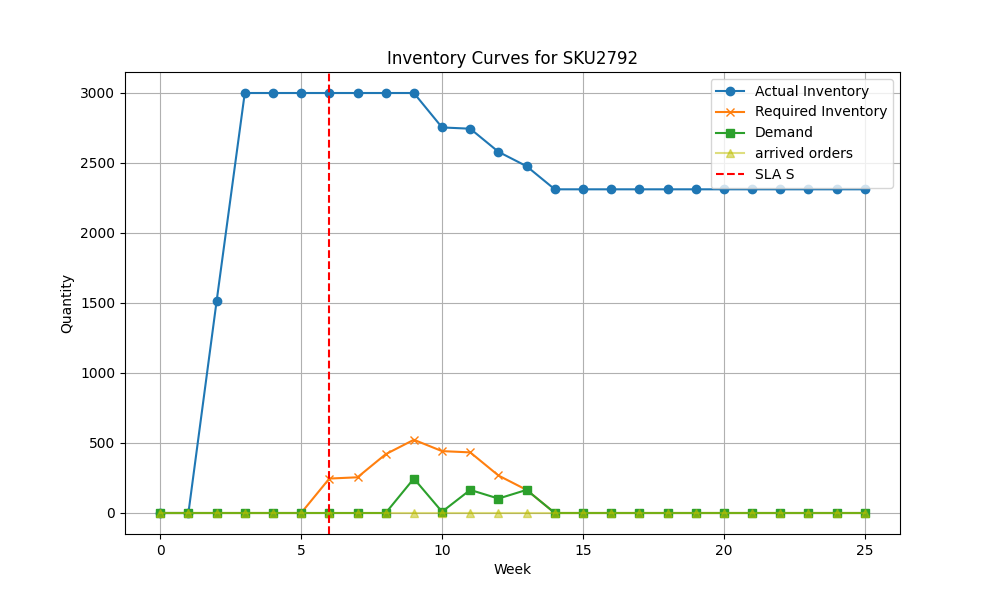 Inventory Curves for SKU2792
Actual Inventory
Required Inventory
Demand
arrived orders
SLA S
3000
2500
2000
1500
1000
500
0
Quantity
0 5 10 15 20 25
Week